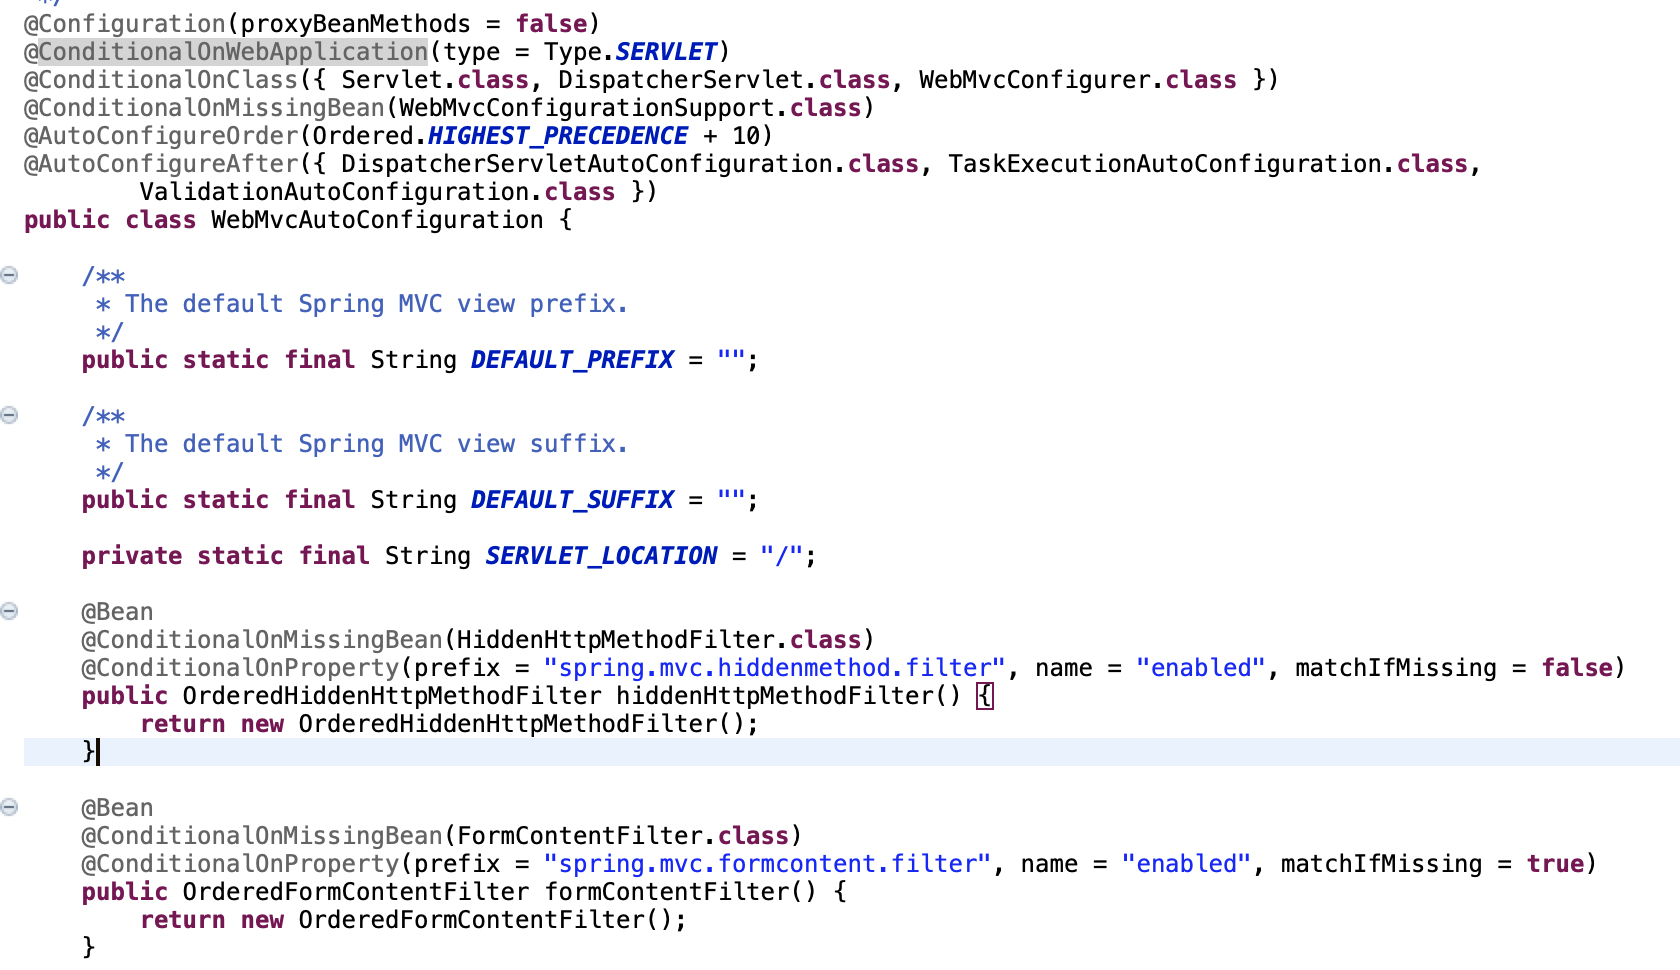 */
@Configuration(proxyBeanMethods = false)
@ConditionalOnWebApplication(type = Type.SERVLET)
@ConditionalOnClass({ Servlet.class, DispatcherServlet.class, WebMvcConfigurer.class })
@ConditionalOnMissingBean(WebMvcConfigurationSupport.class)
@AutoConfigureOrder(Ordered.HIGHEST_PRECEDENCE + 10)
@AutoConfigureAfter({ DispatcherServletAutoConfiguration.class, TaskExecutionAutoConfiguration.class,
        ValidationAutoConfiguration.class })
public class WebMvcAutoConfiguration {
    /**
     * The default Spring MVC view prefix.
     */
    public static final String DEFAULT_PREFIX = "";
    /**
     * The default Spring MVC view suffix.
     */
    public static final String DEFAULT_SUFFIX = "";
    private static final String SERVLET_LOCATION = "/";
    @Bean
    @ConditionalOnMissingBean(HiddenHttpMethodFilter.class)
    @ConditionalOnProperty(prefix = "spring.mvc.hiddenmethod.filter", name = "enabled", matchIfMissing = false)
    public OrderedHiddenHttpMethodFilter hiddenHttpMethodFilter() {
        return new OrderedHiddenHttpMethodFilter();
    }
    @Bean
    @ConditionalOnMissingBean(FormContentFilter.class)
    @ConditionalOnProperty(prefix = "spring.mvc.formcontent.filter", name = "enabled", matchIfMissing = true)
    public OrderedFormContentFilter formContentFilter() {
        return new OrderedFormContentFilter();
    }